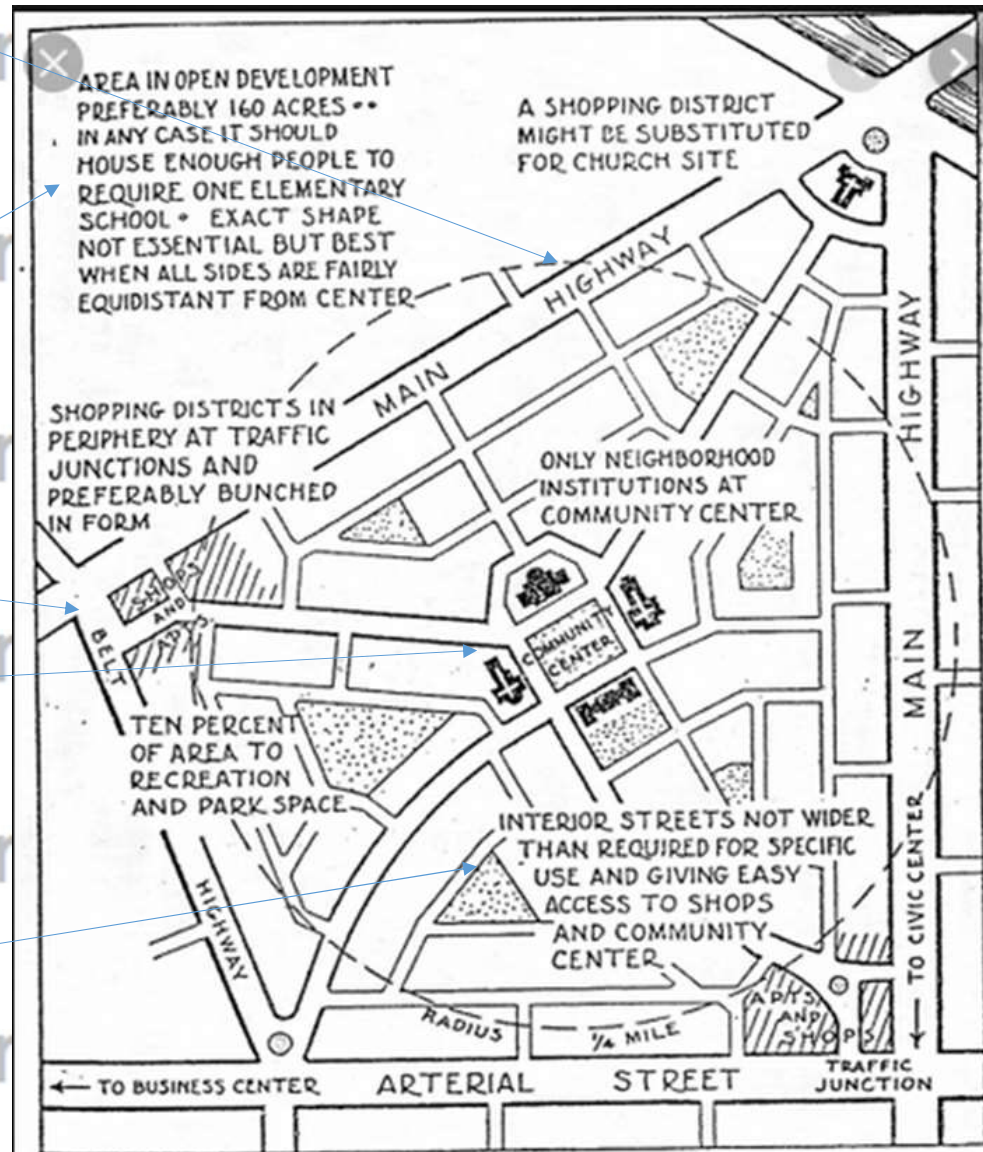 AREA IN OPEN DEVELOPMENT
PREFERABLY 160 ACRES ••
IN ANY CASE IT SHOULD
HOUSE ENOUGH PEOPLE TO
REQUIRE ONE ELEMENTARY
SCHOOL • EXACT SHAPE
NOT ESSENTIAL BUT BEST
WHEN ALL SIDES ARE FAIRLY
EQUIDISTANT FROM CENTER
A SHOPPING DISTRICT
MIGHT BE SUBSTITUTED
FOR CHURCH SITE
MAIN HIGHWAY
SHOPPING DISTRICTS IN
PERIPHERY AT TRAFFIC
JUNCTIONS AND
PREFERABLY BUNCHED
IN FORM
ONLY NEIGHBORHOOD
INSTITUTIONS AT
COMMUNITY CENTER
HIGHWAY
MAIN
SHOPS
AND
APTS.
BELT
HIGHWAY
COMMUNITY
CENTER
TEN PERCENT
OF AREA TO
RECREATION
AND PARK SPACE
INTERIOR STREETS NOT WIDER
THAN REQUIRED FOR SPECIFIC
USE AND GIVING EASY
ACCESS TO SHOPS
AND COMMUNITY
CENTER
TO CIVIC CENTER
APTS
AND
SHOPS
RADIUS 1/4 MILE
TO BUSINESS CENTER
ARTERIAL STREET
TRAFFIC
JUNCTION